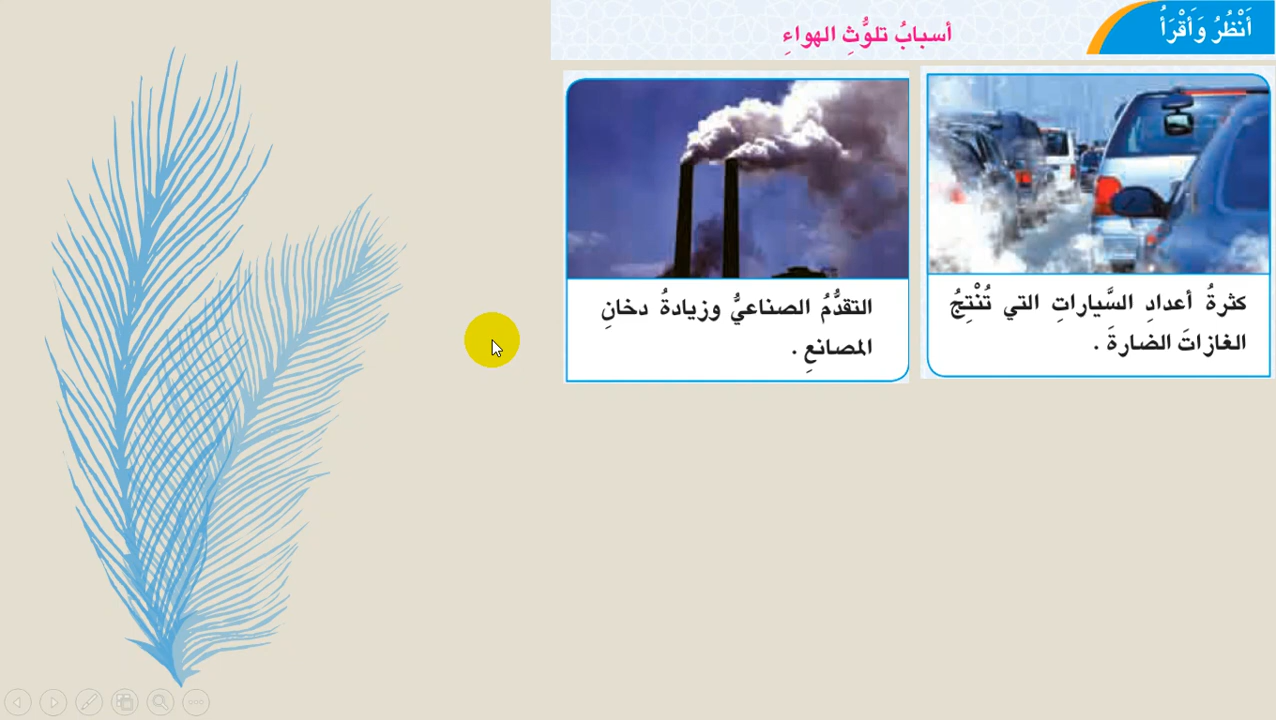 أَنْظُرُ وَأَقْرَأُ
أسبابُ تلوُّثِ الهواءِ
كثرةُ أعدادِ السَّياراتِ التي تُنْتِجُ
الغازاتَ الضارةَ .
التقدُّمُ الصناعيُّ وزيادةُ دخانِ
المصانعِ .